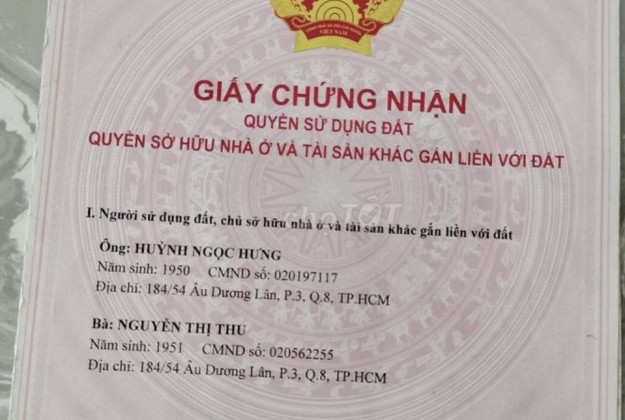 VIỆT NAM
GIẤY CHỨNG NHẬN
QUYỀN SỬ DỤNG ĐẤT
QUYỀN SỞ HỮU NHÀ Ở VÀ TÀI SẢN KHÁC GẮN LIỀN VỚI ĐẤT
I. Người sử dụng đất, chủ sở hữu nhà ở và tài sản khác gắn liền với đất
Ông: HUỲNH NGỌC HƯNG
Năm sinh: 1950 CMND số: 020197117
Địa chỉ: 184/54 Âu Dương Lân, P.3, Q.8, TP.HCM
Bà: NGUYỄN THỊ THU
Năm sinh: 1951 CMND số: 020562255
Địa chỉ: 184/54 Âu Dương Lân, P.3, Q.8, TP.HCM